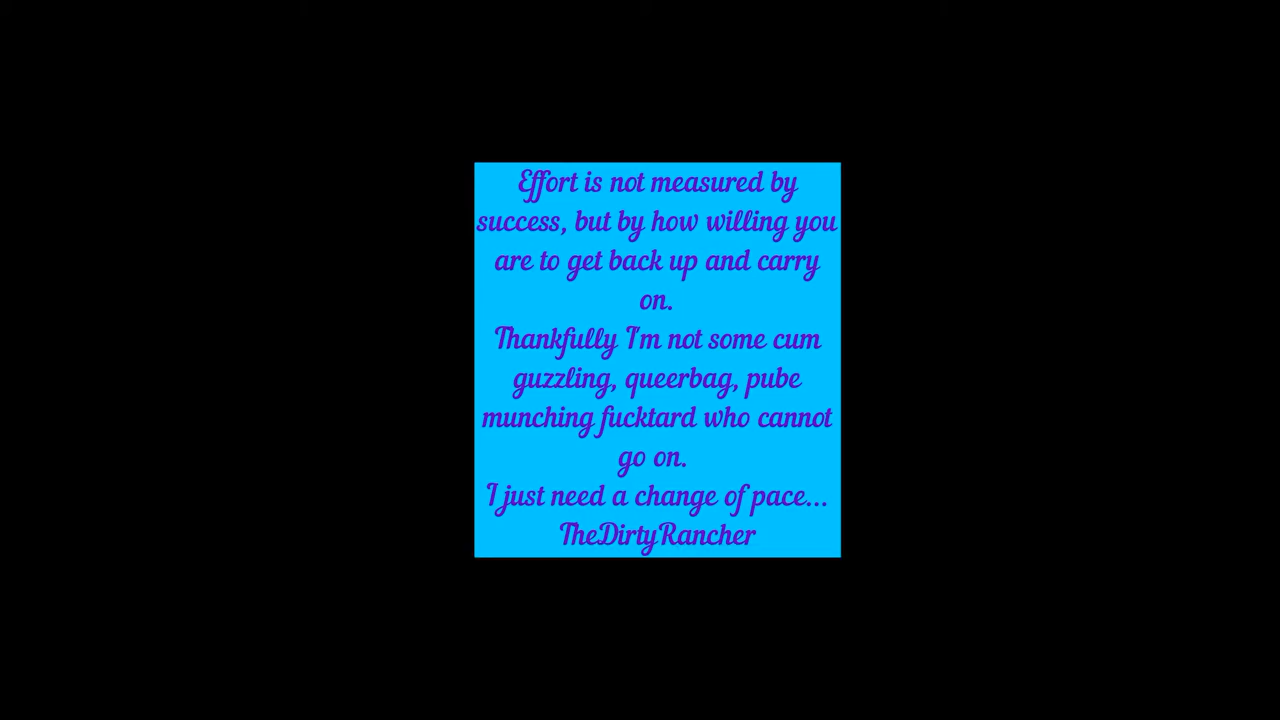 Effort is not measured by
success, but by how willing you
are to get back up and carry
on.
Thankfully I'm not some cum
guzzling, queerbag, pube
munching fucktard who cannot
go on.
I just need a change of pace...
TheDirtyRancher